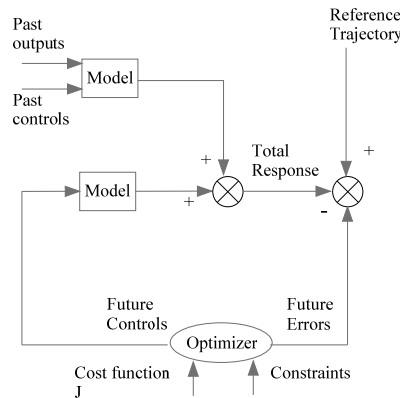 Past
outputs
Reference
Trajectory
Model
Past
controls
+
+
Total
Response
Model
+
-
Future
Controls
Future
Errors
Optimizer
Cost function
J
Constraints